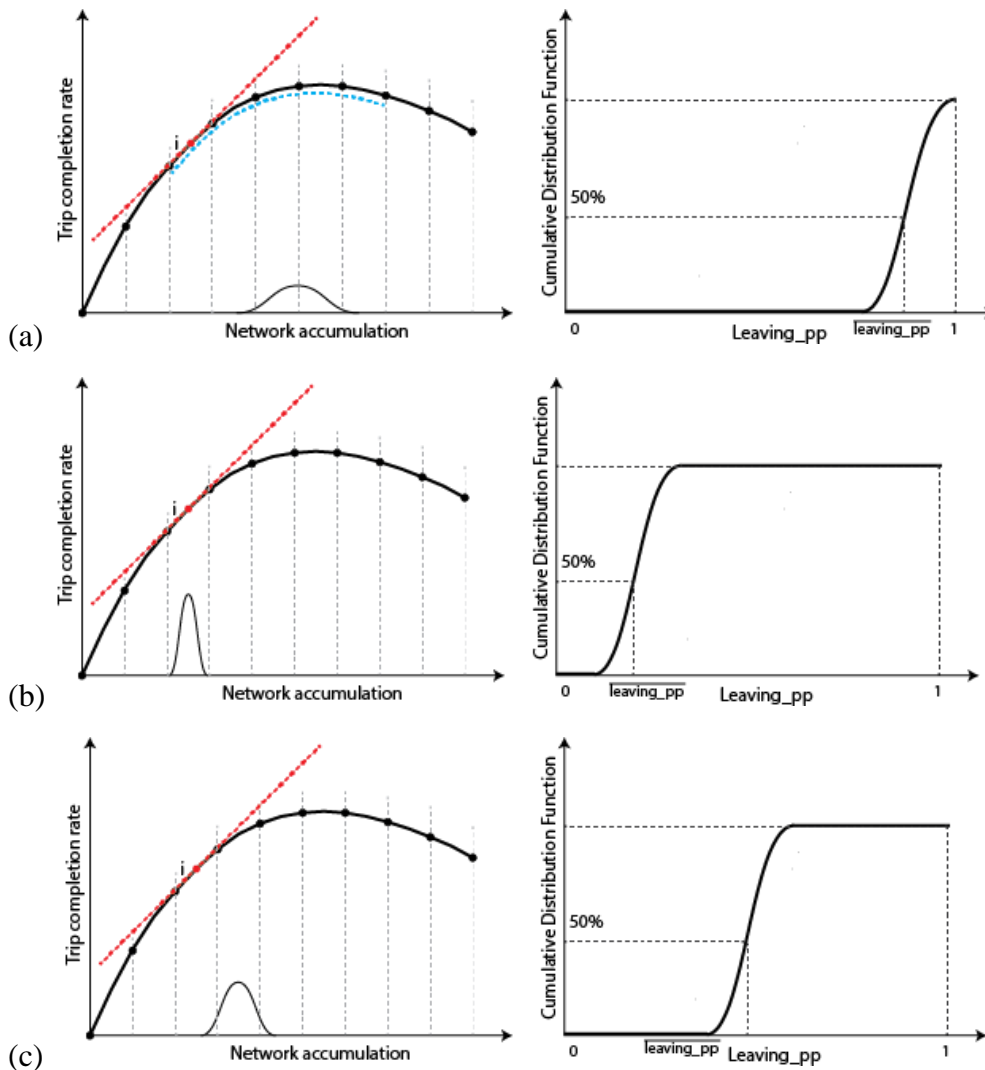 (a)
Trip completion rate
i
Network accumulation
Cumulative Distribution Function
50%
0
Leaving_pp
leaving_pp
1
(b)
Trip completion rate
i
Network accumulation
Cumulative Distribution Function
50%
0
leaving_pp
Leaving_pp
1
(c)
Trip completion rate
i
Network accumulation
Cumulative Distribution Function
50%
0
leaving_pp
Leaving_pp
1